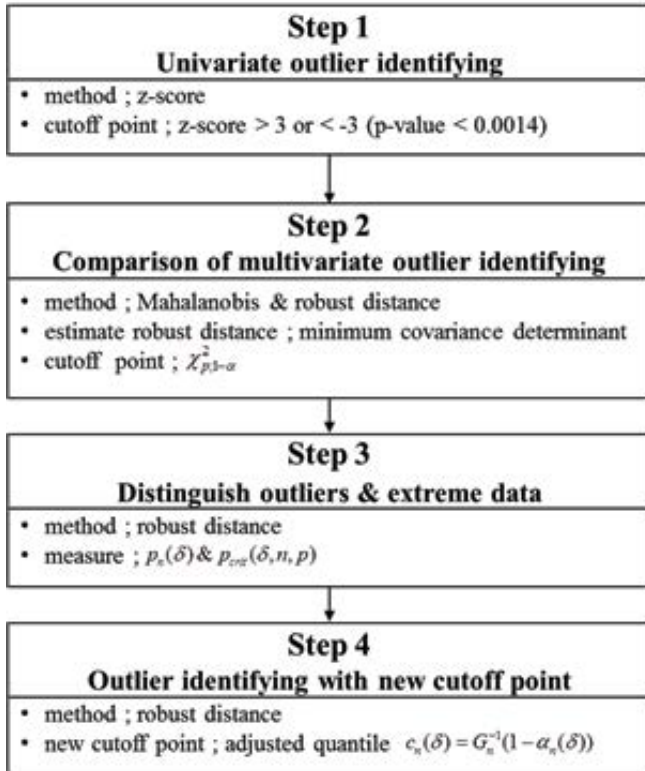 Step 1
Univariate outlier identifying
• method ; z-score
• cutoff point ; z-score > 3 or < -3 (p-value < 0.0014)
Step 2
Comparison of multivariate outlier identifying
• method ; Mahalanobis & robust distance
• estimate robust distance ; minimum covariance determinant
• cutoff point ; χ²ₚ,₁₋α
Step 3
Distinguish outliers & extreme data
• method ; robust distance
• measure ; pₙ(δ) & p_crit(δ, n, p)
Step 4
Outlier identifying with new cutoff point
• method ; robust distance
• new cutoff point ; adjusted quantile cₙ(δ) = Gₙ⁻¹(1 − αₙ(δ))